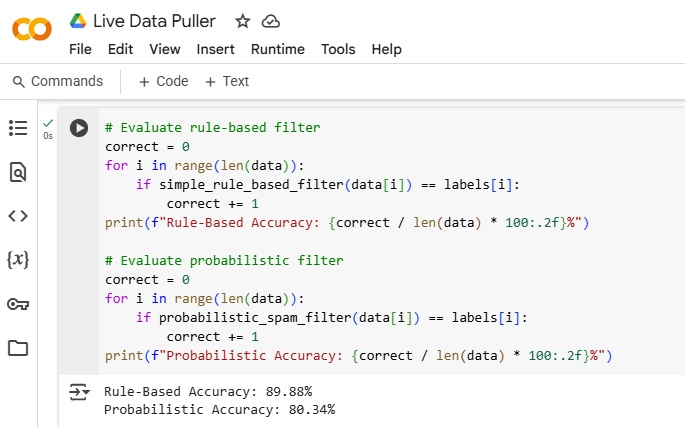 Live Data Puller
File Edit View Insert Runtime Tools Help
Commands + Code + Text
0s
# Evaluate rule-based filter
correct = 0
for i in range(len(data)):
    if simple_rule_based_filter(data[i]) == labels[i]:
        correct += 1
print(f"Rule-Based Accuracy: {correct / len(data) * 100:.2f}%")

# Evaluate probabilistic filter
correct = 0
for i in range(len(data)):
    if probabilistic_spam_filter(data[i]) == labels[i]:
        correct += 1
print(f"Probabilistic Accuracy: {correct / len(data) * 100:.2f}%")
Rule-Based Accuracy: 89.88%
Probabilistic Accuracy: 80.34%